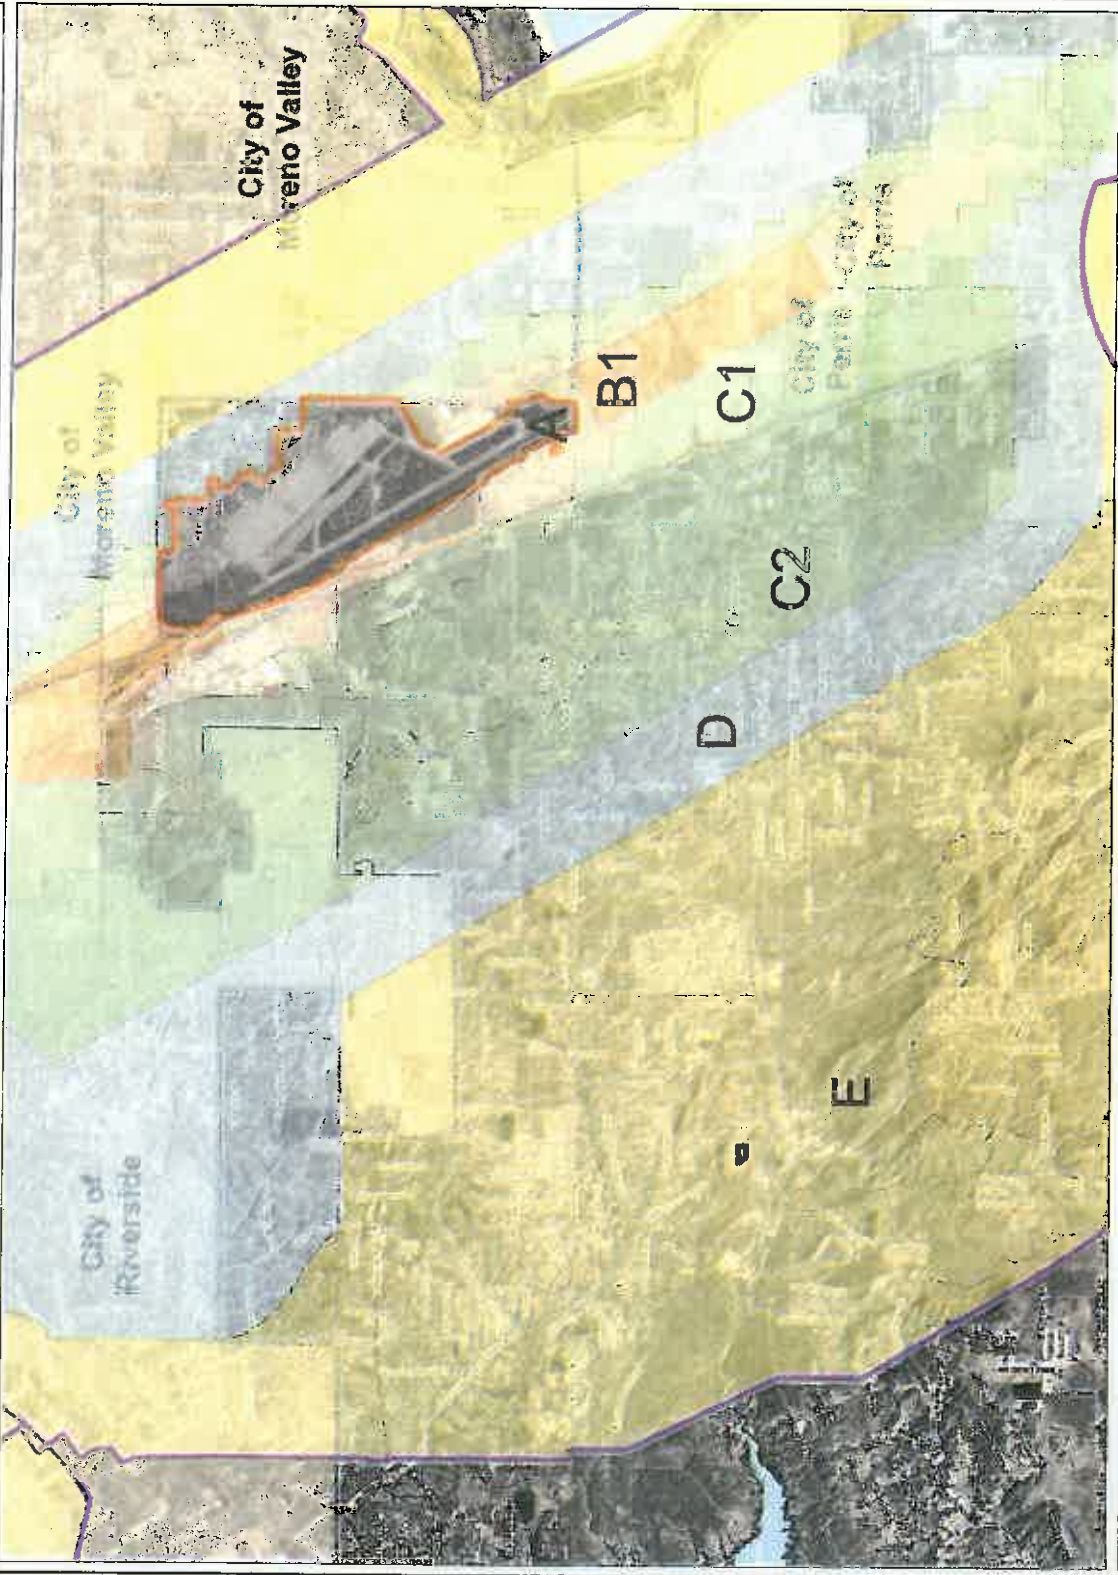 City of
Riverside
City of
Moreno Valley
City of
Moreno Valley
A
B1
D
C1
C2
City of
Perris
City of
Perris
E